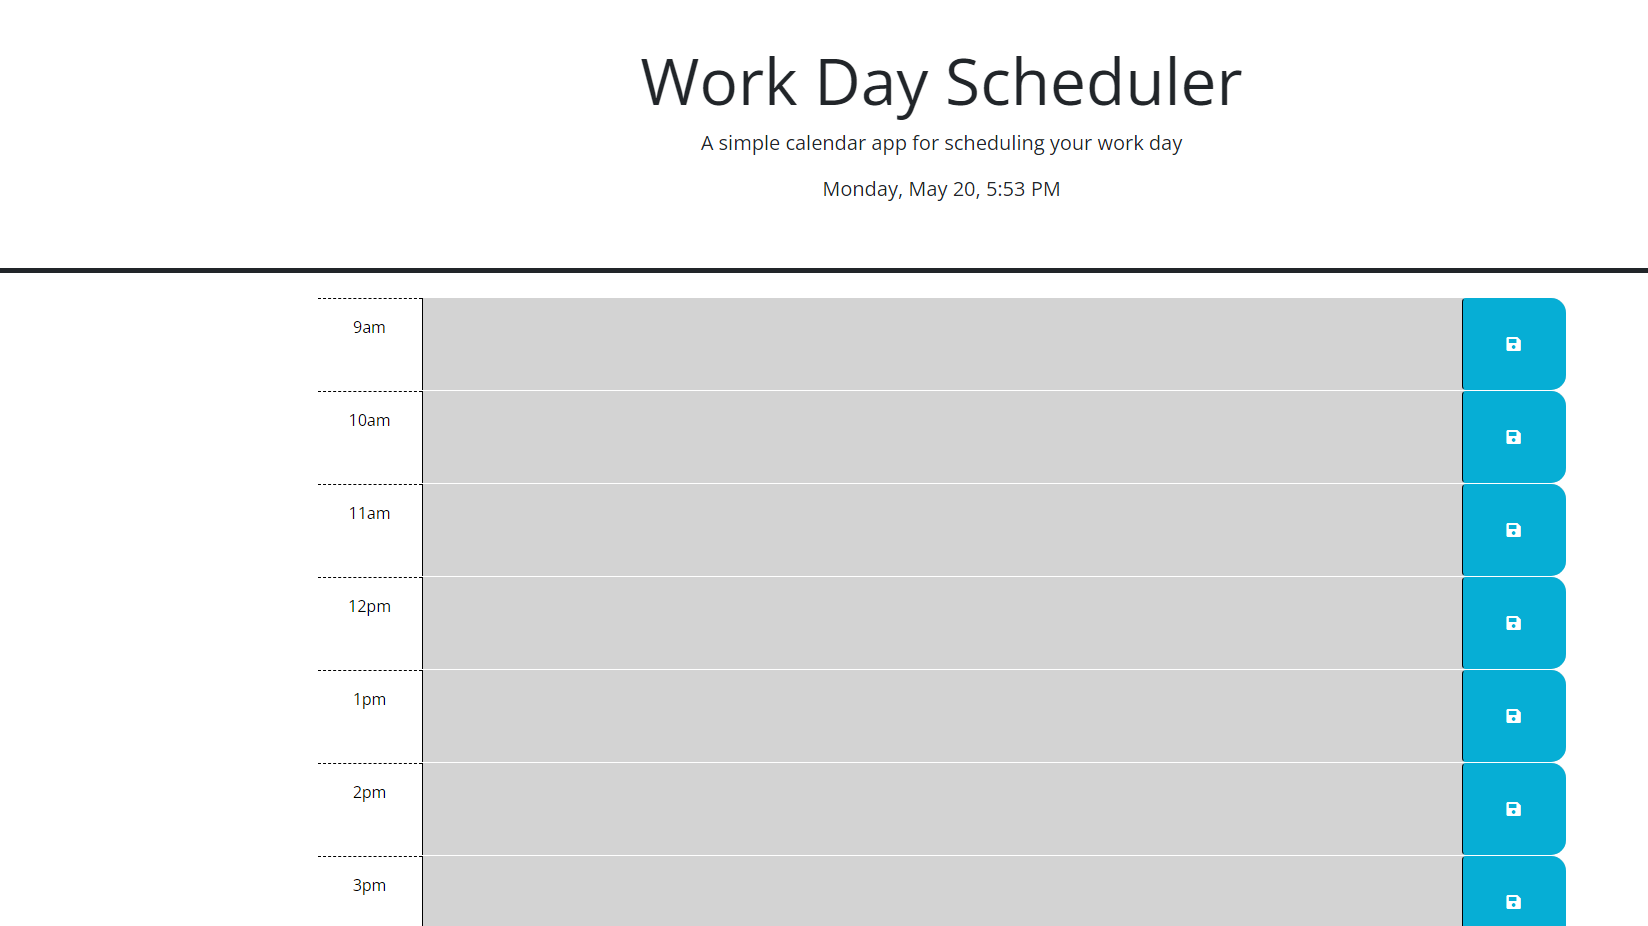 Work Day Scheduler
A simple calendar app for scheduling your work day
Monday, May 20, 5:53 PM
9am
10am
11am
12pm
1pm
2pm
3pm